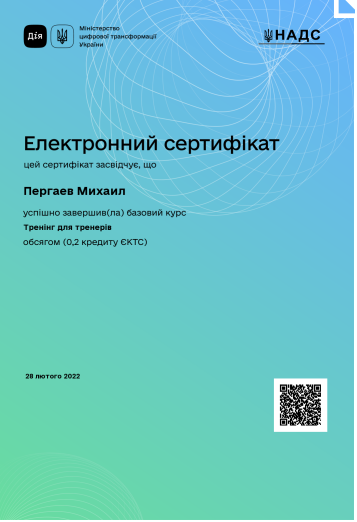 Дія
Міністерство
цифрової трансформації
України
НАДС
Електронний сертифікат
цей сертифікат засвідчує, що
Пергаев Михаил
успішно завершив(ла) базовий курс
Тренінг для тренерів
обсягом (0,2 кредиту ЄКТС)
28 лютого 2022